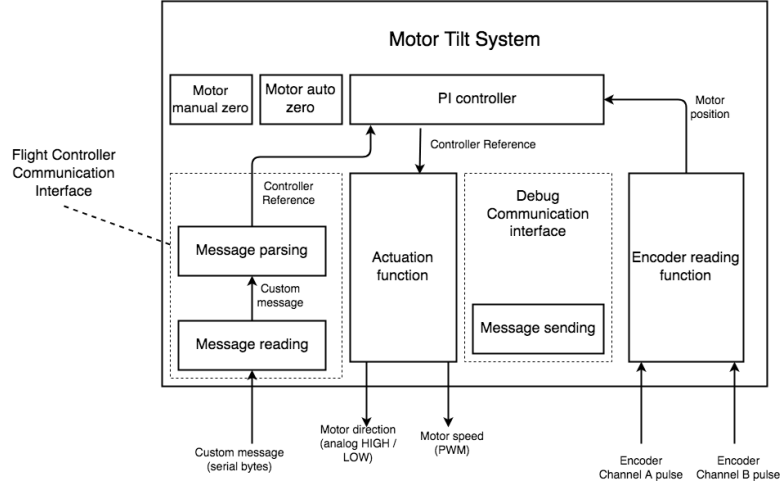 Motor Tilt System
Motor
manual zero
Motor auto
zero
PI controller
Motor
position
Controller Reference
Flight Controller
Communication
Interface
Controller
Reference
Debug
Communication
interface
Message parsing
Actuation
function
Encoder reading
function
Custom
message
Message reading
Message sending
Custom message
(serial bytes)
Motor direction
(analog HIGH /
LOW)
Motor speed
(PWM)
Encoder
Channel A pulse
Encoder
Channel B pulse